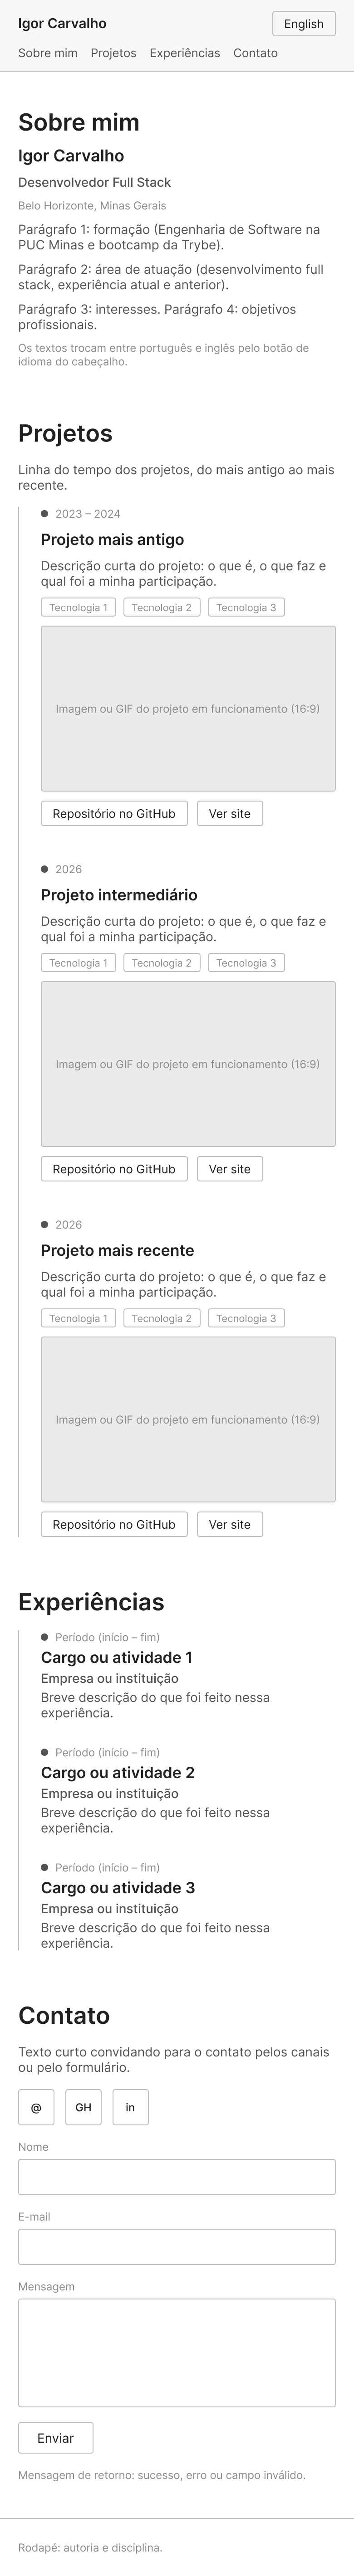 Igor Carvalho
English
Sobre mim
Projetos
Experiências
Contato
Sobre mim
Igor Carvalho
Desenvolvedor Full Stack
Belo Horizonte, Minas Gerais
Parágrafo 1: formação (Engenharia de Software na
PUC Minas e bootcamp da Trybe).
Parágrafo 2: área de atuação (desenvolvimento full
stack, experiência atual e anterior).
Parágrafo 3: interesses. Parágrafo 4: objetivos
profissionais.
Os textos trocam entre português e inglês pelo botão de
idioma do cabeçalho.
Projetos
Linha do tempo dos projetos, do mais antigo ao mais
recente.
2023 – 2024
Projeto mais antigo
Descrição curta do projeto: o que é, o que faz e
qual foi a minha participação.
Tecnologia 1
Tecnologia 2
Tecnologia 3
Imagem ou GIF do projeto em funcionamento (16:9)
Repositório no GitHub
Ver site
2026
Projeto intermediário
Descrição curta do projeto: o que é, o que faz e
qual foi a minha participação.
Tecnologia 1
Tecnologia 2
Tecnologia 3
Imagem ou GIF do projeto em funcionamento (16:9)
Repositório no GitHub
Ver site
2026
Projeto mais recente
Descrição curta do projeto: o que é, o que faz e
qual foi a minha participação.
Tecnologia 1
Tecnologia 2
Tecnologia 3
Imagem ou GIF do projeto em funcionamento (16:9)
Repositório no GitHub
Ver site
Experiências
Período (início – fim)
Cargo ou atividade 1
Empresa ou instituição
Breve descrição do que foi feito nessa
experiência.
Período (início – fim)
Cargo ou atividade 2
Empresa ou instituição
Breve descrição do que foi feito nessa
experiência.
Período (início – fim)
Cargo ou atividade 3
Empresa ou instituição
Breve descrição do que foi feito nessa
experiência.
Contato
Texto curto convidando para o contato pelos canais
ou pelo formulário.
@
GH
in
Nome
E-mail
Mensagem
Enviar
Mensagem de retorno: sucesso, erro ou campo inválido.
Rodapé: autoria e disciplina.